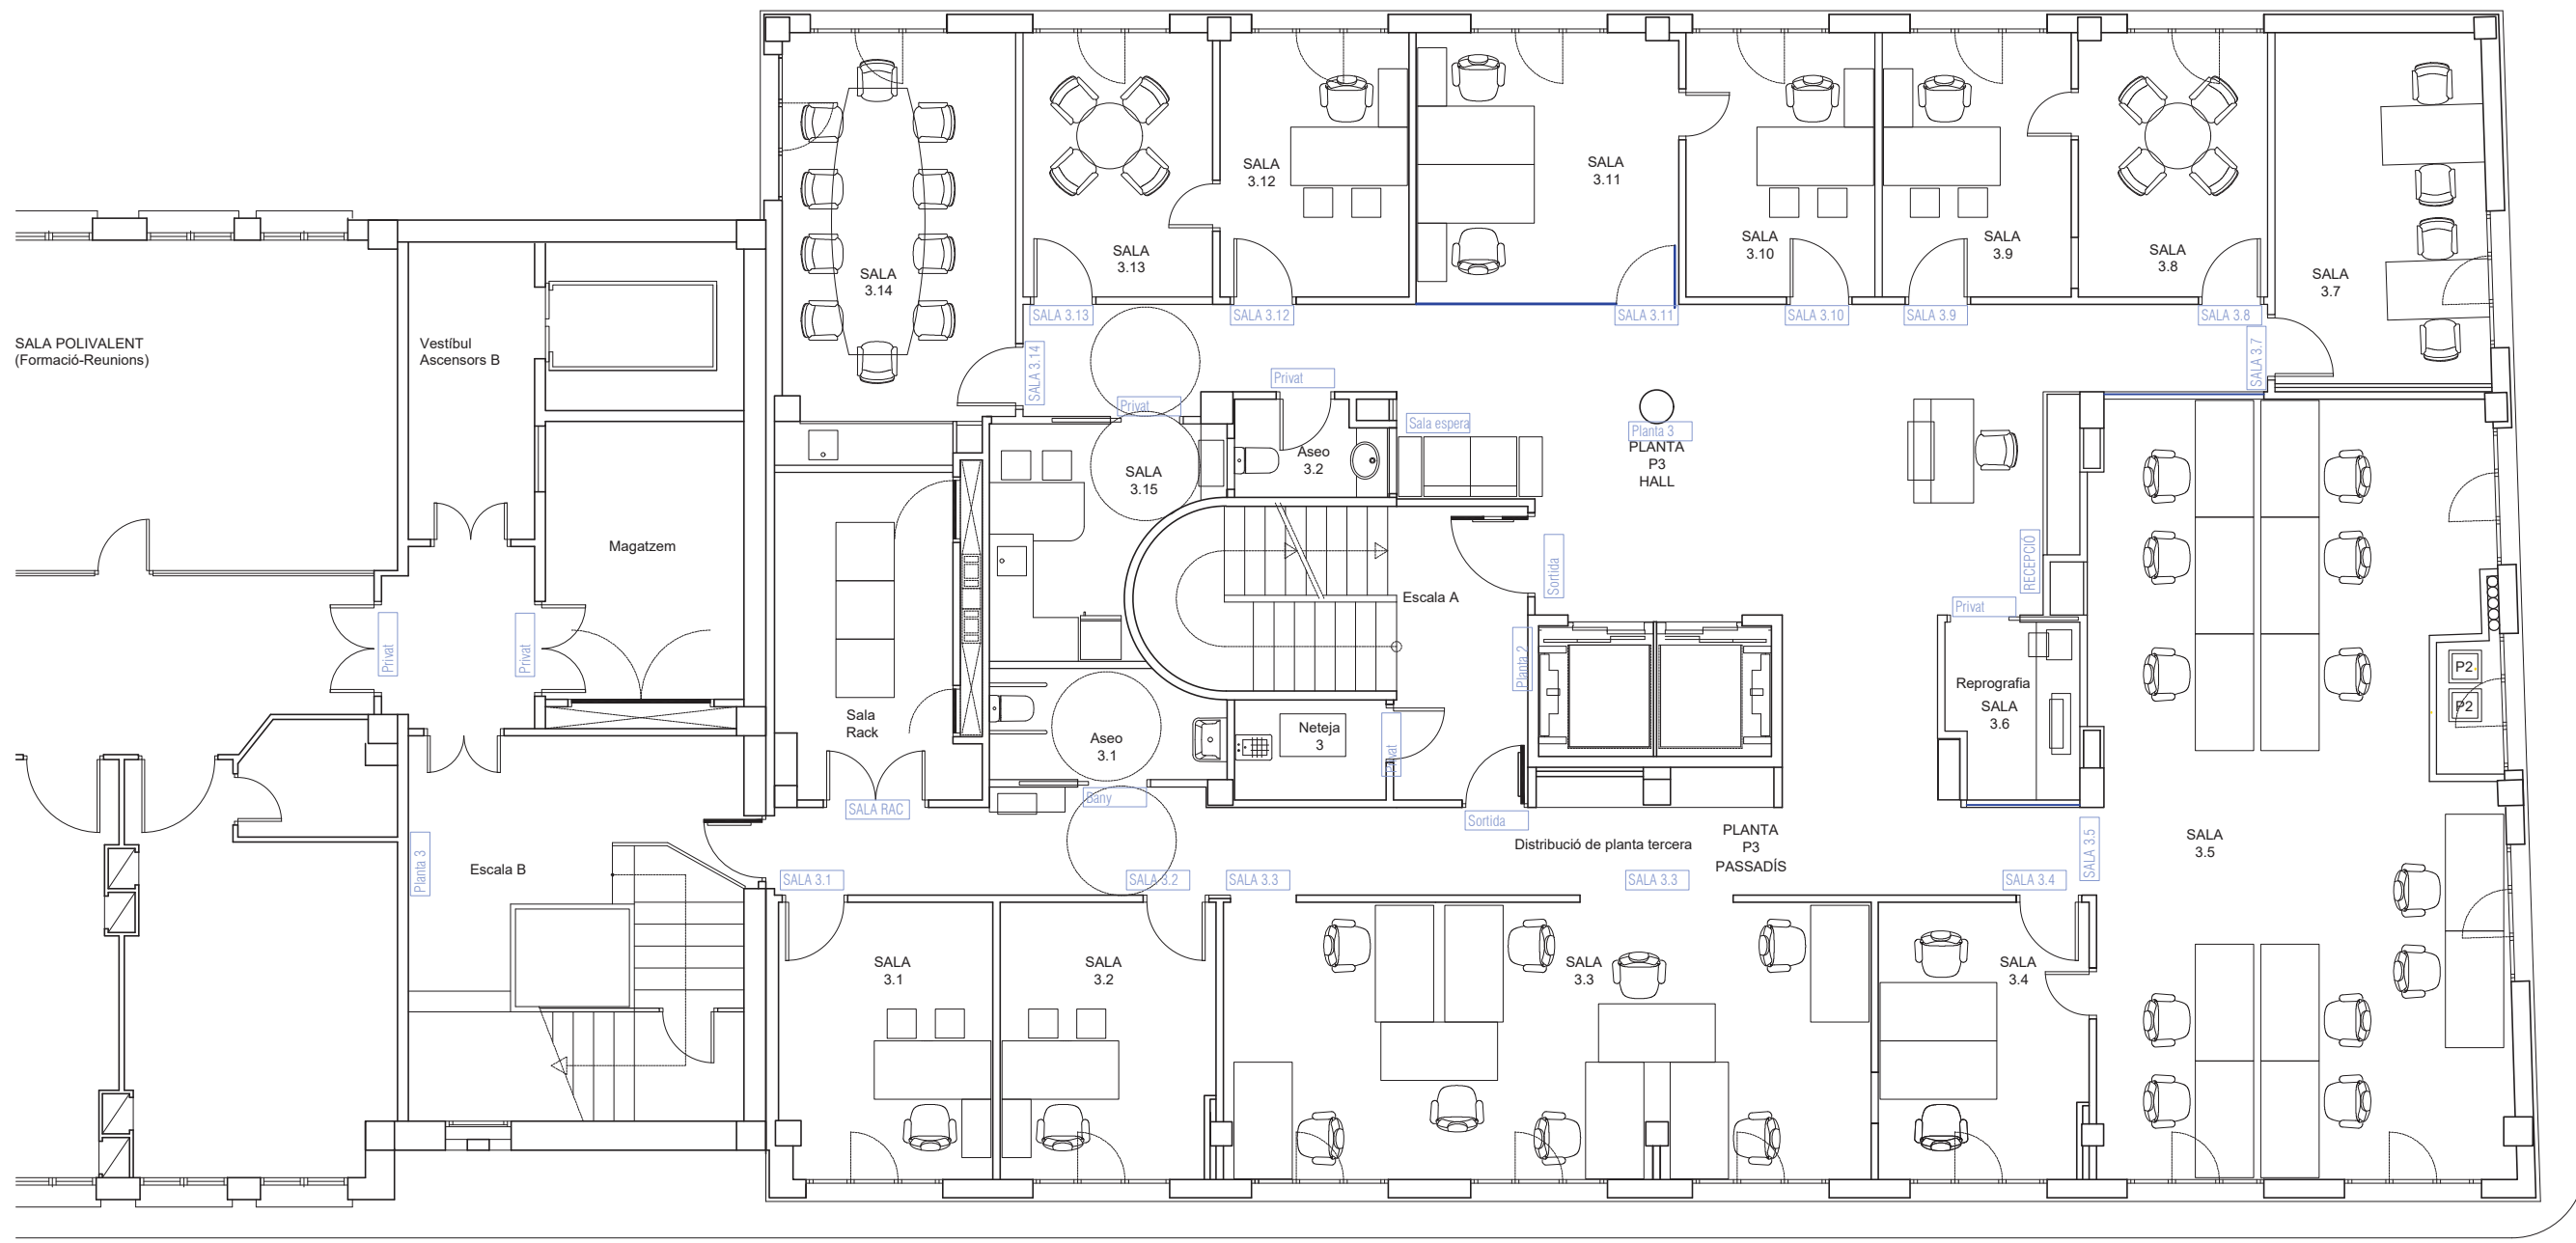 SALA
3.14
SALA
3.13
SALA
3.12
SALA
3.11
SALA
3.10
SALA
3.9
SALA
3.8
SALA
3.7
SALA 3.13
SALA 3.12
SALA 3.11
SALA 3.10
SALA 3.9
SALA 3.8
SALA 3.7
SALA 3.14
SALA POLIVALENT
(Formació-Reunions)
Vestíbul
Ascensors B
Privat
Privat
Sala espera
Planta 3
PLANTA
P3
HALL
Aseo
3.2
SALA
3.15
Magatzem
Escala A
Sortida
RECEPCIÓ
Privat
Privat
Privat
Planta 2
Reprografia
SALA
3.6
P2
P2
Sala
Rack
Aseo
3.1
Neteja
3
Privat
Bany
SALA RAC
Sortida
Distribució de planta tercera
PLANTA
P3
PASSADÍS
SALA 3.5
SALA
3.5
Planta 3
Escala B
SALA 3.1
SALA 3.2
SALA 3.3
SALA 3.3
SALA 3.4
SALA
3.1
SALA
3.2
SALA
3.3
SALA
3.4